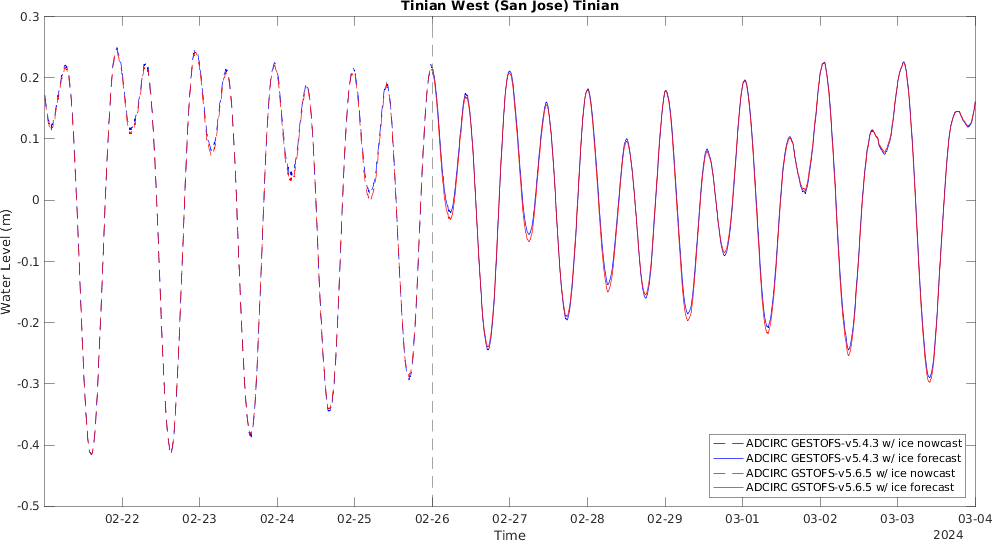 Tinian West (San Jose) Tinian
Water Level (m)
0.3
0.2
0.1
0
-0.1
-0.2
-0.3
-0.4
-0.5
ADCIRC GESTOFS-v5.4.3 w/ ice nowcast
ADCIRC GESTOFS-v5.4.3 w/ ice forecast
ADCIRC GSTOFS-v5.6.5 w/ ice nowcast
ADCIRC GSTOFS-v5.6.5 w/ ice forecast
02-22 02-23 02-24 02-25 02-26 02-27 02-28 02-29 03-01 03-02 03-03 03-04
Time
2024